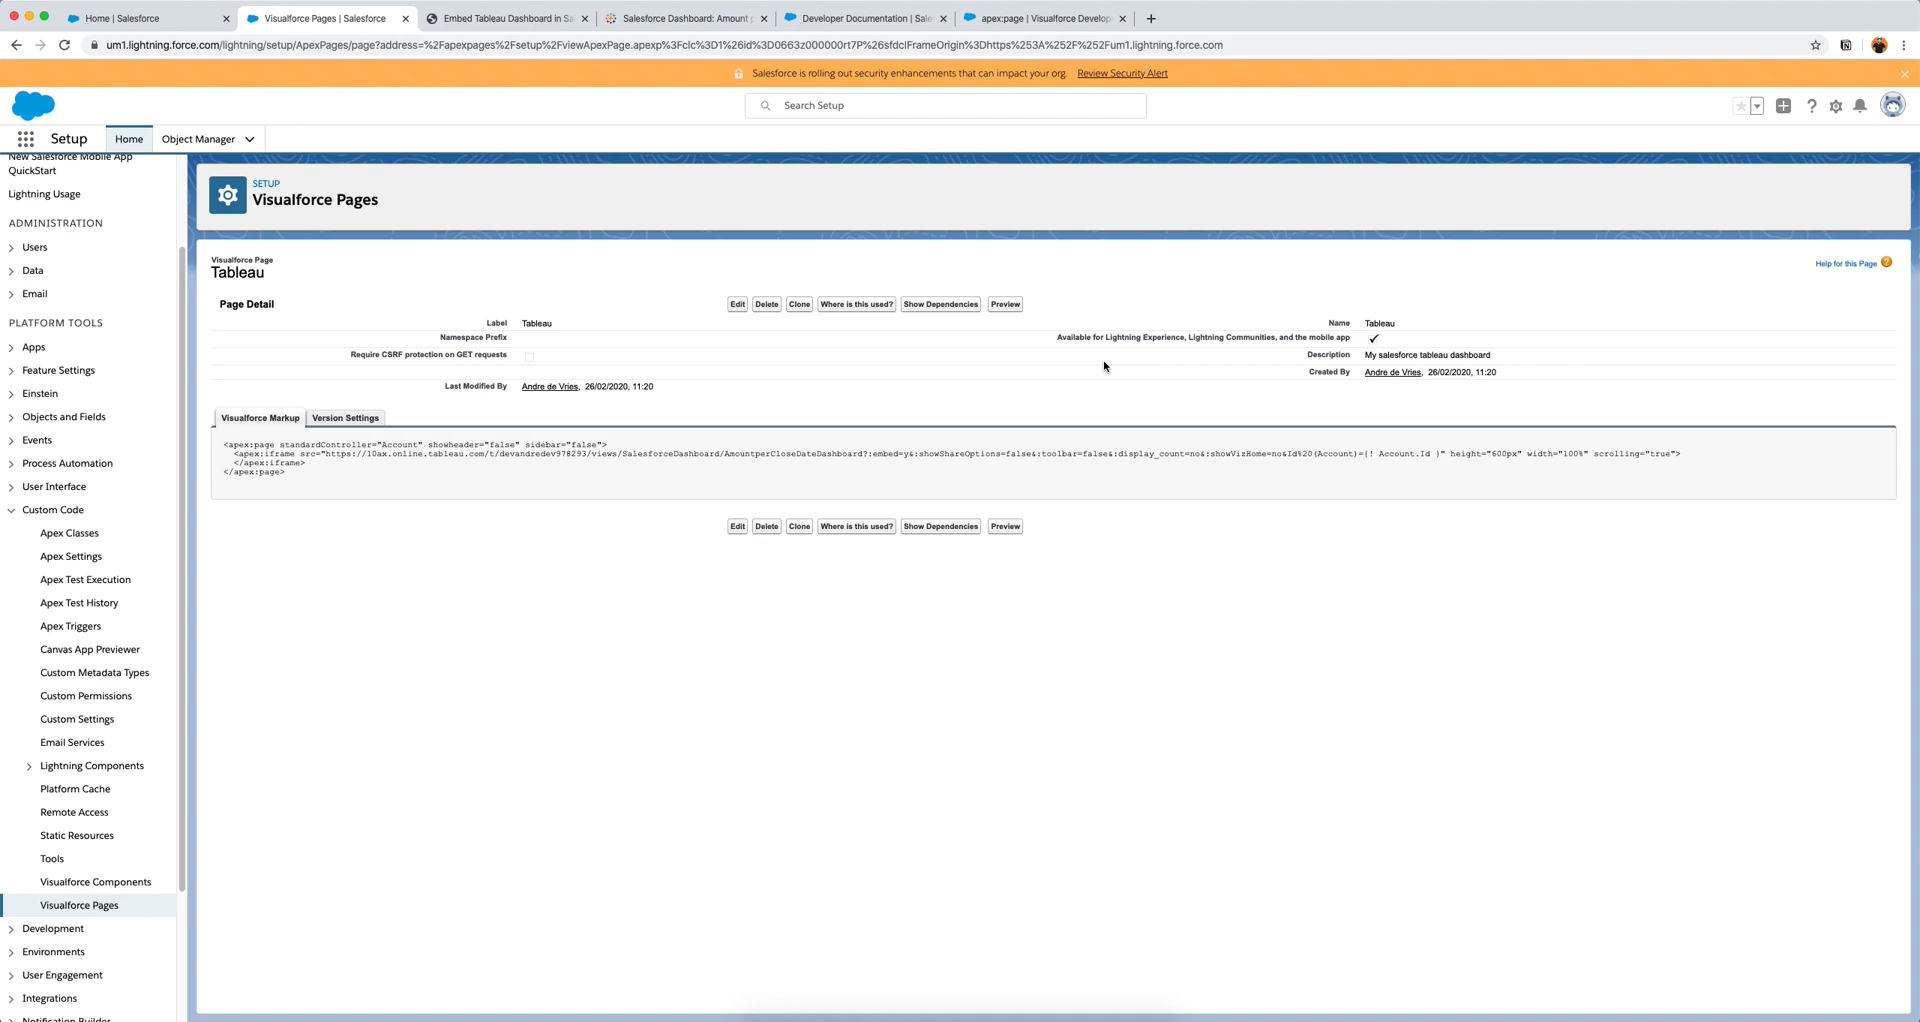 Home | Salesforce
Visualforce Pages | Salesforce
Embed Tableau Dashboard in Sa
Salesforce Dashboard: Amount p
Developer Documentation | Sale
apex:page | Visualforce Develop
um1.lightning.force.com/lightning/setup/ApexPages/page?address=%2Fapexpages%2Fsetup%2FviewApexPage.apexp%3Fclc%3D1%26id%3D0663z000000rt7P%26sfdcIFrameOrigin%3Dhttps%253A%252F%252Fum1.lightning.force.com
Salesforce is rolling out security enhancements that can impact your org. Review Security Alert
Search Setup
Setup
Home
Object Manager
New Salesforce Mobile App
QuickStart
Lightning Usage
ADMINISTRATION
Users
Data
Email
PLATFORM TOOLS
Apps
Feature Settings
Einstein
Objects and Fields
Events
Process Automation
User Interface
Custom Code
Apex Classes
Apex Settings
Apex Test Execution
Apex Test History
Apex Triggers
Canvas App Previewer
Custom Metadata Types
Custom Permissions
Custom Settings
Email Services
Lightning Components
Platform Cache
Remote Access
Static Resources
Tools
Visualforce Components
Visualforce Pages
Development
Environments
User Engagement
Integrations
Notification Builder
SETUP
Visualforce Pages
Visualforce Page
Tableau
Help for this Page
Page Detail
Edit Delete Clone Where is this used? Show Dependencies Preview
Label Tableau Name Tableau
Namespace Prefix Available for Lightning Experience, Lightning Communities, and the mobile app
Require CSRF protection on GET requests Description My salesforce tableau dashboard
Created By Andre de Vries, 26/02/2020, 11:20
Last Modified By Andre de Vries, 26/02/2020, 11:20
Visualforce Markup Version Settings
<apex:page standardController="Account" showheader="false" sidebar="false">
<apex:iframe src="https://10ax.online.tableau.com/t/devandredev978293/views/SalesforceDashboard/AmountperCloseDateDashboard?:embed=y&:showShareOptions=false&:toolbar=false&:display_count=no&:showVizHome=no&Id%20(Account)={! Account.Id }" height="600px" width="100%" scrolling="true">
</apex:iframe>
</apex:page>
Edit Delete Clone Where is this used? Show Dependencies Preview